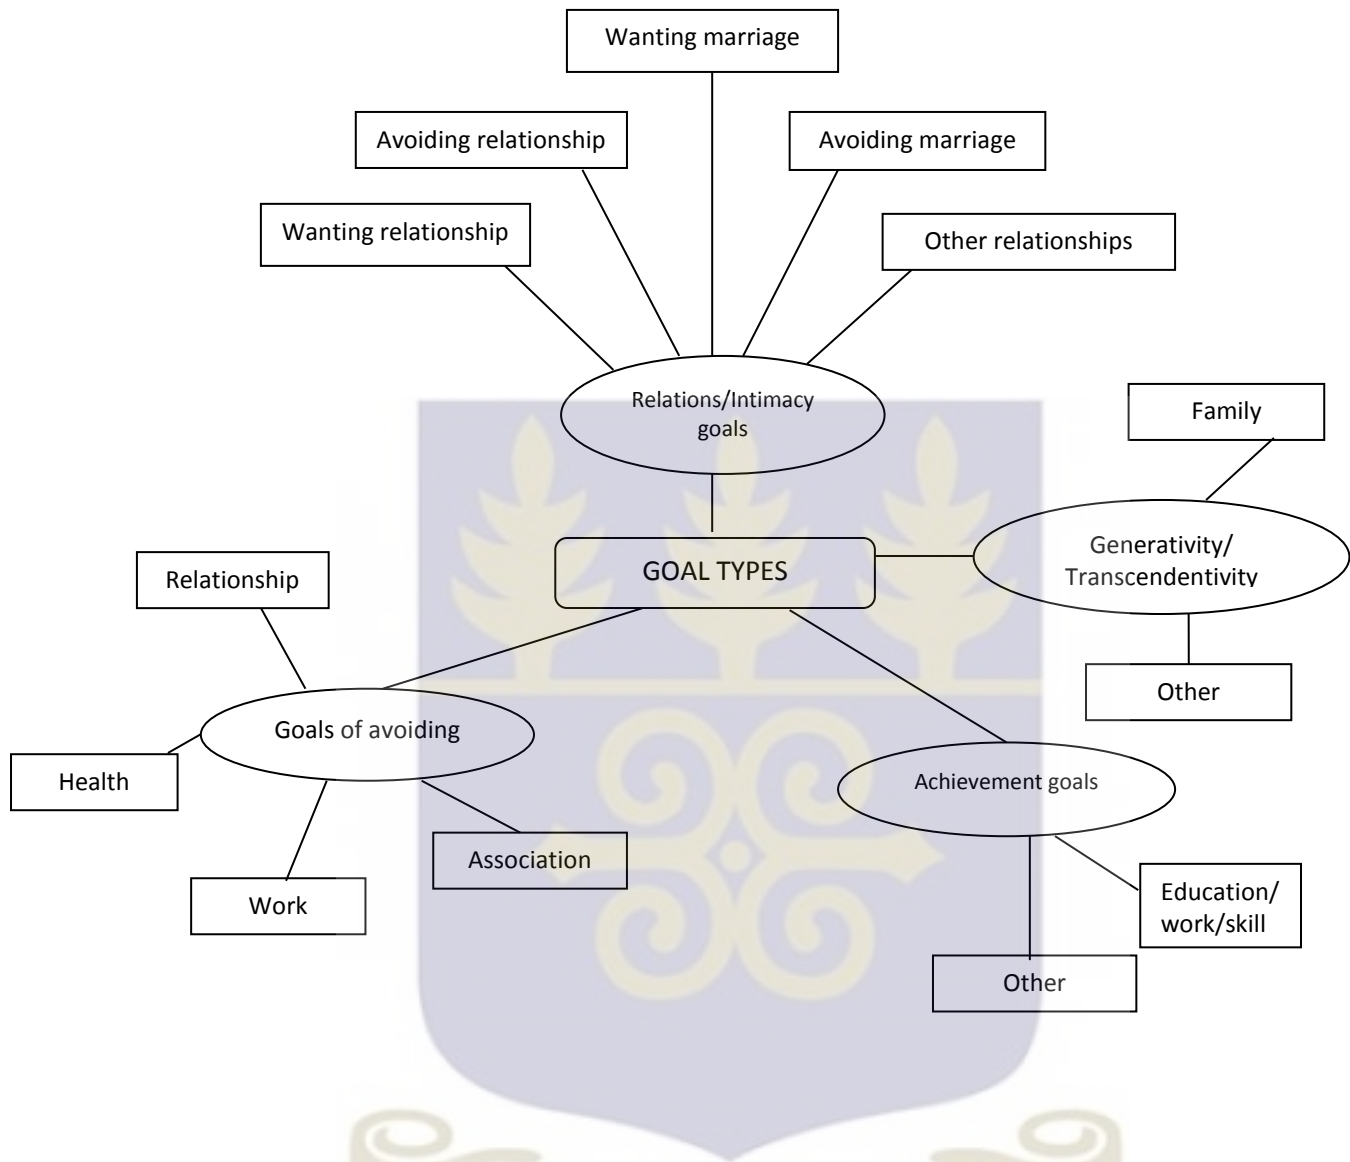 Wanting marriage
Avoiding relationship
Avoiding marriage
Wanting relationship
Other relationships
Relations/Intimacy
goals
Family
Generativity/
Transcendentivity
GOAL TYPES
Relationship
Other
Goals of avoiding
Health
Achievement goals
Association
Work
Education/
work/skill
Other